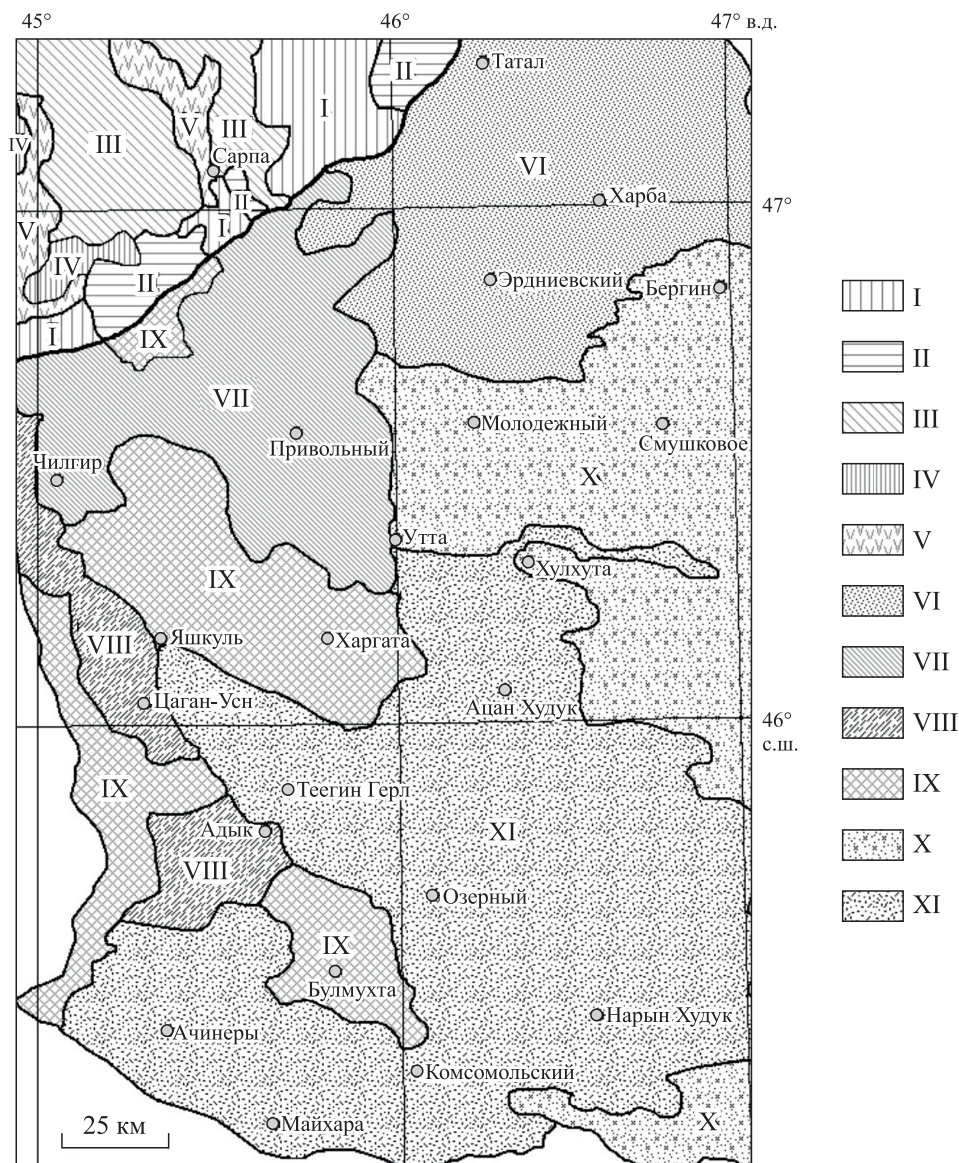 45° 46° 47° в.д.
Татал
II
I
V
III
IV
III
Сарпа
VI
II
Харба
47°
I
V
IV
II
Эрдниевский
Бергин
I
IX
VII
Привольный
Молодежный
Смушковое
Чилгир
X
Утта
IX
Хулхута
VIII
Яшкуль
Харгата
Цаган-Усн
Ацан Худук
46°
с.ш.
IX
Теегин Герл
XI
Адык
VIII
Озерный
IX
Булмухта
Нарын Худук
Ачинеры
Комсомольский
X
25 км
Майхара
I
II
III
IV
V
VI
VII
VIII
IX
X
XI